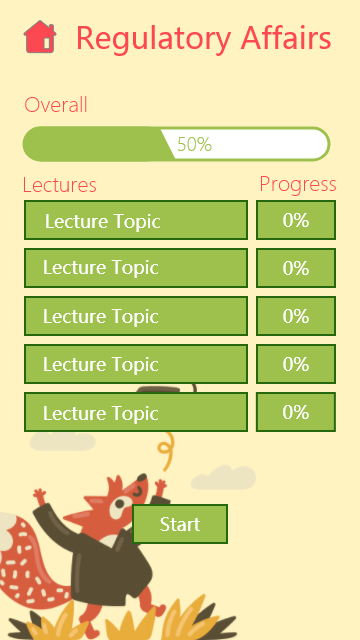 Regulatory Affairs
Overall
50%
Lectures Progress
Lecture Topic 0%
Lecture Topic 0%
Lecture Topic 0%
Lecture Topic 0%
Lecture Topic 0%
Start